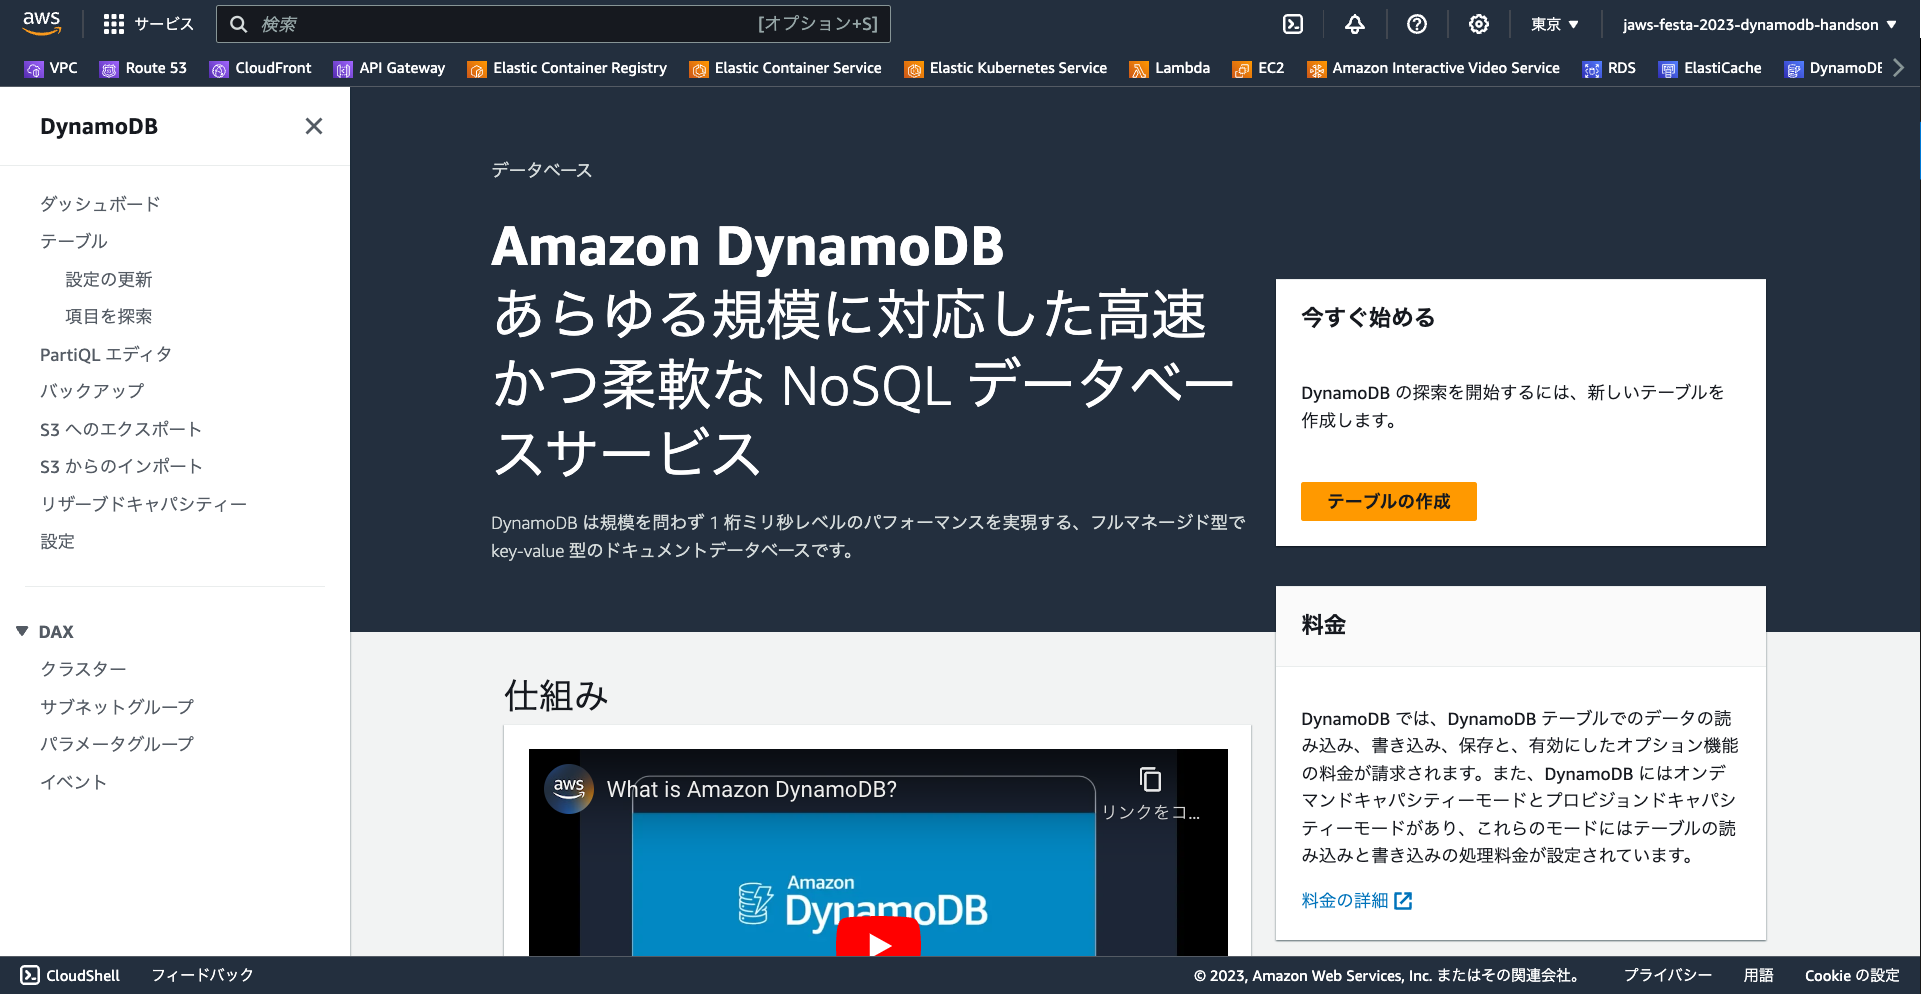 aws
サービス
検索
[オプション+S]
東京
jaws-festa-2023-dynamodb-handson
VPC
Route 53
CloudFront
API Gateway
Elastic Container Registry
Elastic Container Service
Elastic Kubernetes Service
Lambda
EC2
Amazon Interactive Video Service
RDS
ElastiCache
DynamoDB
DynamoDB
ダッシュボード
テーブル
設定の更新
項目を探索
PartiQL エディタ
バックアップ
S3 へのエクスポート
S3 からのインポート
リザーブドキャパシティー
設定
DAX
クラスター
サブネットグループ
パラメータグループ
イベント
データベース
Amazon DynamoDB
あらゆる規模に対応した高速
かつ柔軟な NoSQL データベー
スサービス
DynamoDB は規模を問わず 1 桁ミリ秒レベルのパフォーマンスを実現する、フルマネージド型で
key-value 型のドキュメントデータベースです。
今すぐ始める
DynamoDB の探索を開始するには、新しいテーブルを
作成します。
テーブルの作成
料金
DynamoDB では、DynamoDB テーブルでのデータの読
み込み、書き込み、保存と、有効にしたオプション機能
の料金が請求されます。また、DynamoDB にはオンデ
マンドキャパシティーモードとプロビジョンドキャパシ
ティーモードがあり、これらのモードにはテーブルの読
み込みと書き込みの処理料金が設定されています。
料金の詳細
仕組み
aws
What is Amazon DynamoDB?
リンクをコ...
Amazon
DynamoDB
CloudShell
フィードバック
© 2023, Amazon Web Services, Inc. またはその関連会社。
プライバシー
用語
Cookie の設定